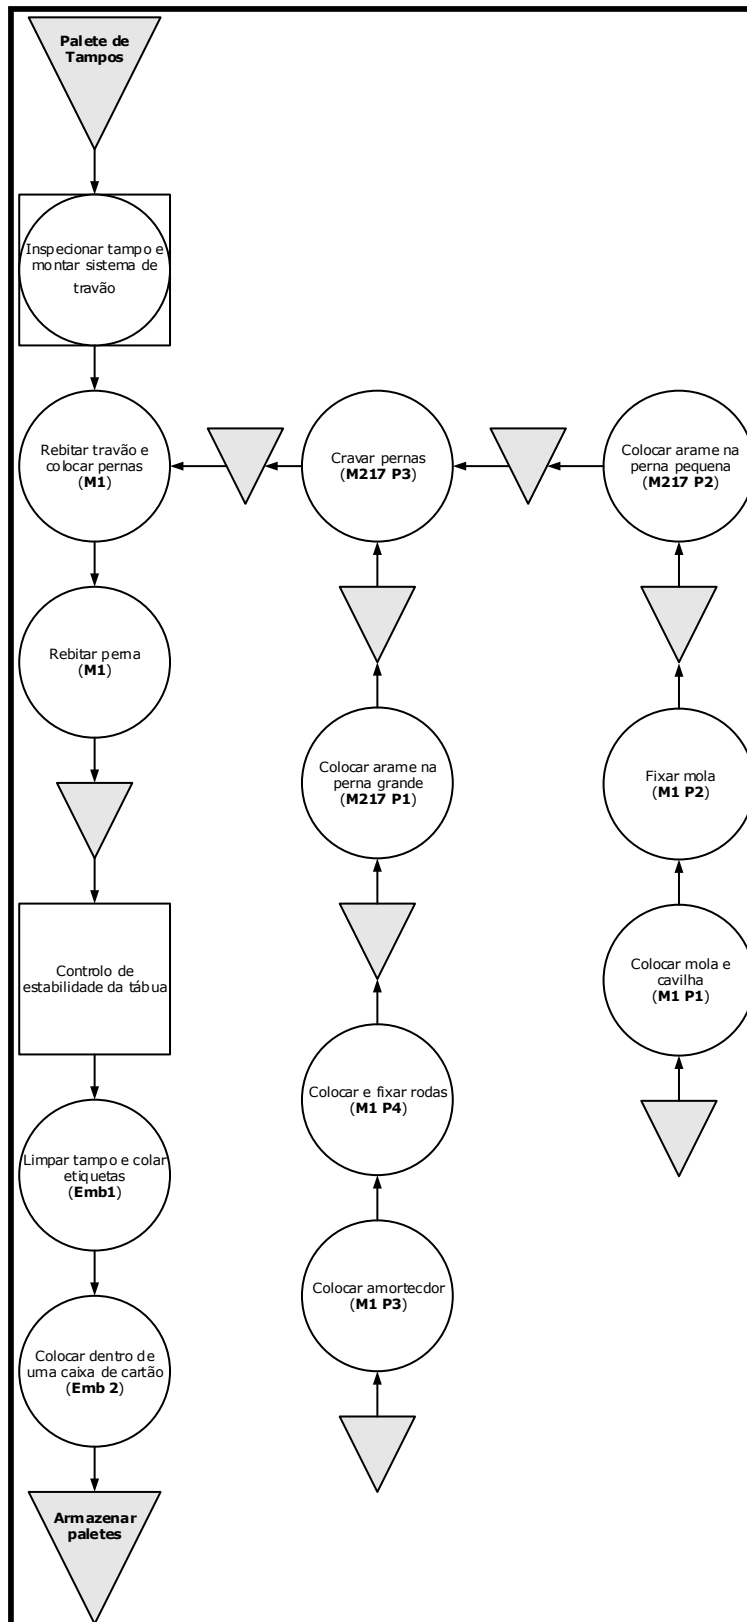 Palete de
Tampos
Inspecionar tampo e
montar sistema de
travão
Rebitar travão e
colocar pernas
(M1)
Cravar pernas
(M217 P3)
Colocar arame na
perna pequena
(M217 P2)
Rebitar perna
(M1)
Colocar arame na
perna grande
(M217 P1)
Fixar mola
(M1 P2)
Controlo de
estabilidade da tábua
Colocar mola e
cavilha
(M1 P1)
Colocar e fixar rodas
(M1 P4)
Limpar tampo e colar
etiquetas
(Emb1)
Colocar amortecdor
(M1 P3)
Colocar dentro de
uma caixa de cartão
(Emb 2)
Armazenar
paletes